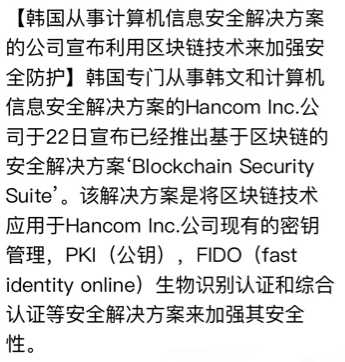 【韩国从事计算机信息安全解决方案
的公司宣布利用区块链技术来加强安
全防护】韩国专门从事韩文和计算机
信息安全解决方案的Hancom Inc.公
司于22日宣布已经推出基于区块链的
安全解决方案‘Blockchain Security
Suite’。该解决方案是将区块链技术
应用于Hancom Inc.公司现有的密钥
管理，PKI（公钥），FIDO（fast
identity online）生物识别认证和综合
认证等安全解决方案来加强其安全
性。